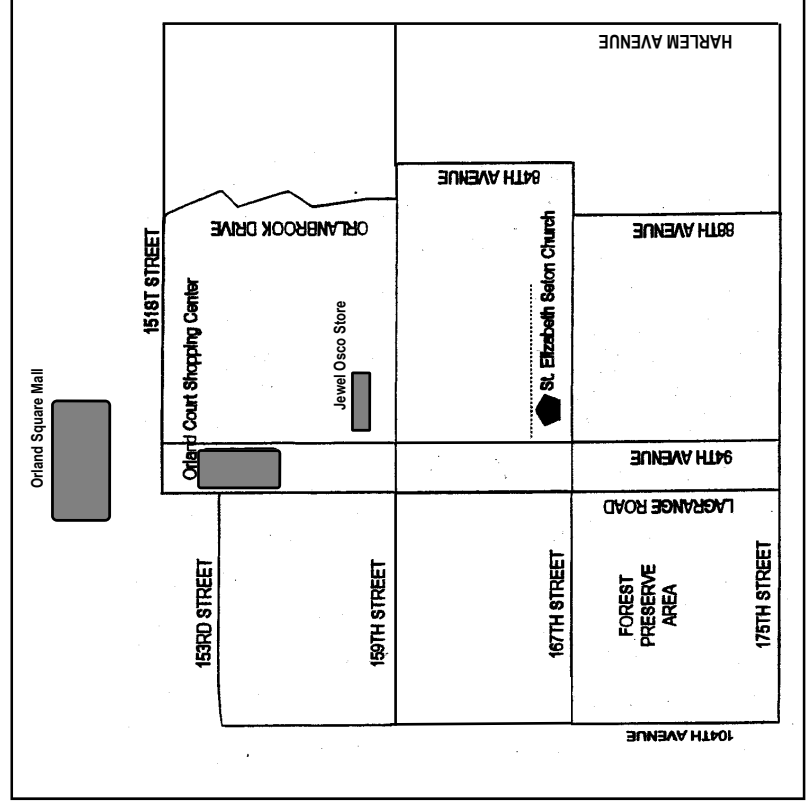 HARLEM AVENUE
84TH AVENUE
ORLANBROOK DRIVE
88TH AVENUE
151ST STREET
Orland Court Shopping Center
Jewel Osco Store
St. Elizabeth Seton Church
Orland Square Mall
94TH AVENUE
LAGRANGE ROAD
153RD STREET
159TH STREET
167TH STREET
FOREST
PRESERVE
AREA
175TH STREET
104TH AVENUE